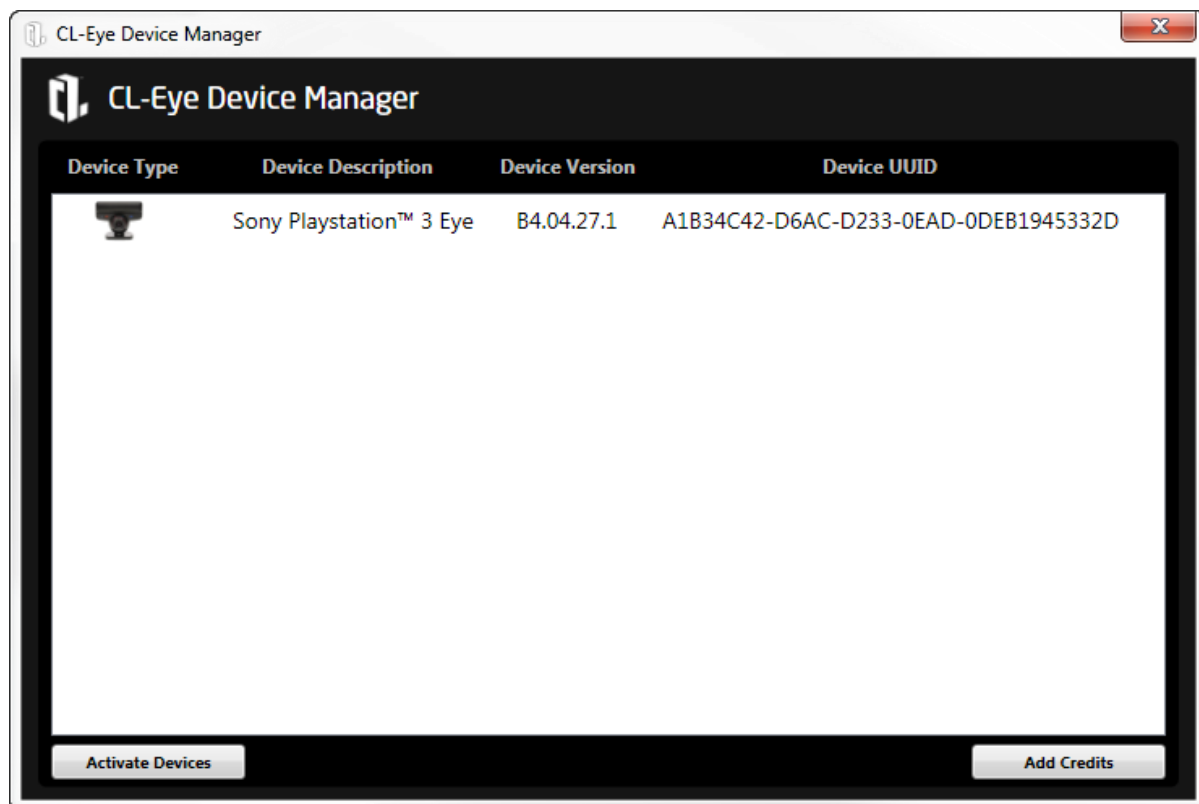 CL-Eye Device Manager
CL-Eye Device Manager
Device Type Device Description Device Version Device UUID
Sony Playstation™ 3 Eye B4.04.27.1 A1B34C42-D6AC-D233-0EAD-0DEB1945332D
Activate Devices Add Credits